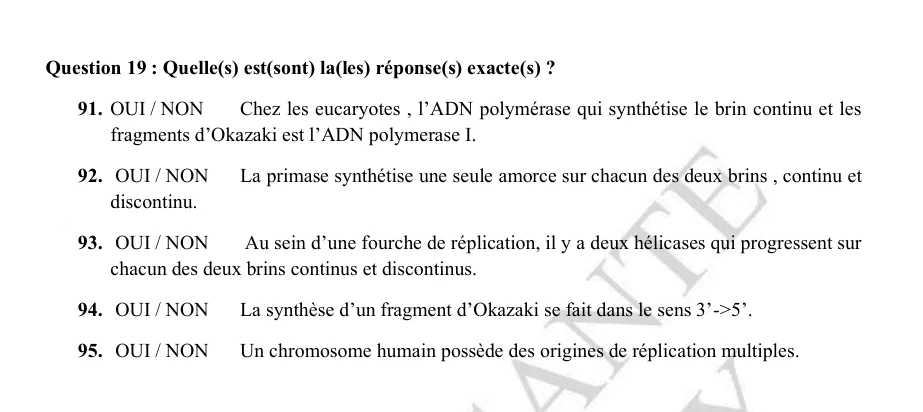 Question 19 : Quelle(s) est(sont) la(les) réponse(s) exacte(s) ?
91. OUI / NON Chez les eucaryotes , l’ADN polymérase qui synthétise le brin continu et les
fragments d’Okazaki est l’ADN polymerase I.
92. OUI / NON La primase synthétise une seule amorce sur chacun des deux brins , continu et
discontinu.
93. OUI / NON Au sein d’une fourche de réplication, il y a deux hélicases qui progressent sur
chacun des deux brins continus et discontinus.
94. OUI / NON La synthèse d’un fragment d’Okazaki se fait dans le sens 3’->5’.
95. OUI / NON Un chromosome humain possède des origines de réplication multiples.